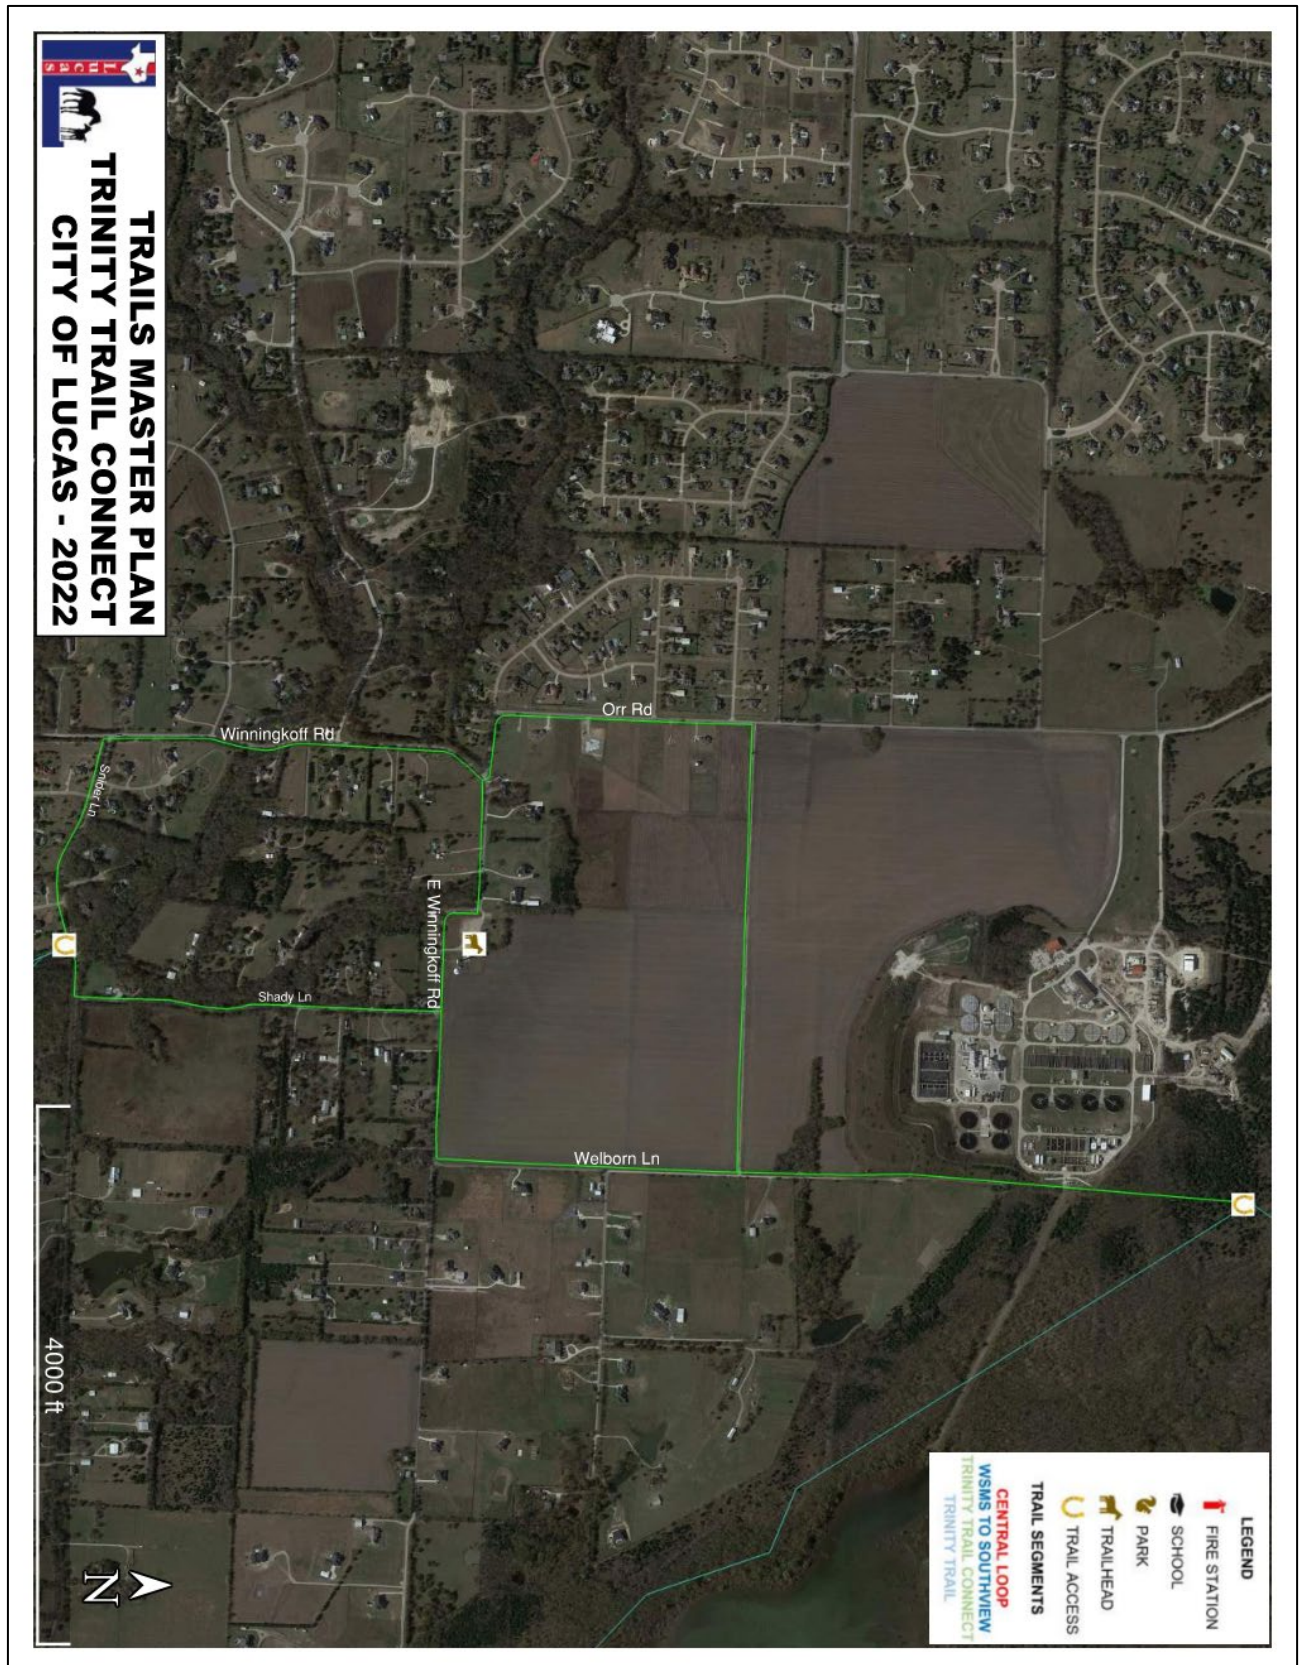 Lucas
TRAILS MASTER PLAN
TRINITY TRAIL CONNECT
CITY OF LUCAS - 2022
Orr Rd
Winningkoff Rd
Snider Ln
E Winningkoff Rd
Shady Ln
Welborn Ln
4000 ft
N
LEGEND
FIRE STATION
SCHOOL
PARK
TRAILHEAD
TRAIL ACCESS
TRAIL SEGMENTS
CENTRAL LOOP
WSMS TO SOUTHVIEW
TRINITY TRAIL CONNECT
TRINITY TRAIL